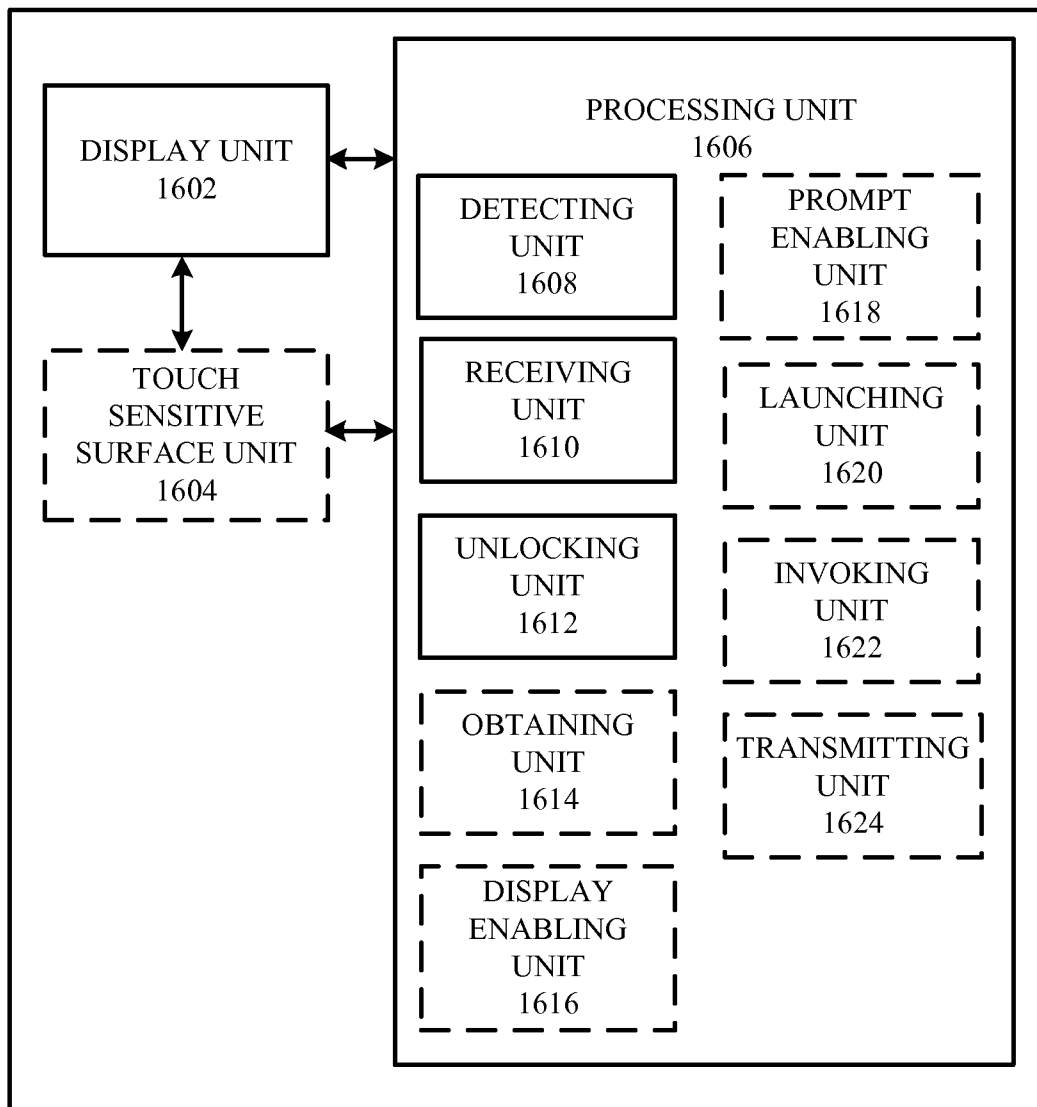 DISPLAY UNIT
1602
TOUCH
SENSITIVE
SURFACE UNIT
1604
PROCESSING UNIT
1606
DETECTING
UNIT
1608
RECEIVING
UNIT
1610
UNLOCKING
UNIT
1612
OBTAINING
UNIT
1614
DISPLAY
ENABLING
UNIT
1616
PROMPT
ENABLING
UNIT
1618
LAUNCHING
UNIT
1620
INVOKING
UNIT
1622
TRANSMITTING
UNIT
1624